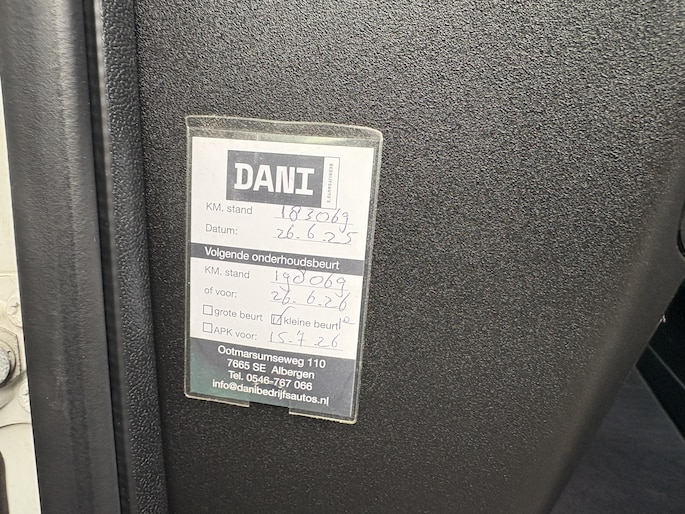 DANI
BEDRIJFSAUTO'S
KM. stand 183069
Datum: 26.6.25
Volgende onderhoudsbeurt
KM. stand 198069
of voor: 26.6.26
grote beurt kleine beurt
APK voor: 15.7.26
Ootmarsumseweg 110
7665 SE Albergen
Tel. 0546-767 066
info@danibedrijfsautos.nl